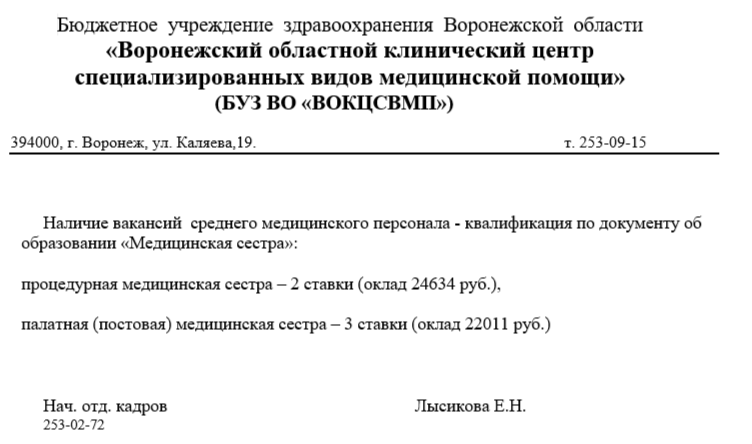 Бюджетное учреждение здравоохранения Воронежской области
«Воронежский областной клинический центр
специализированных видов медицинской помощи»
(БУЗ ВО «ВОКЦСВМП»)
394000, г. Воронеж, ул. Каляева,19. т. 253-09-15
Наличие вакансий среднего медицинского персонала - квалификация по документу об
образовании «Медицинская сестра»:
процедурная медицинская сестра – 2 ставки (оклад 24634 руб.),
палатная (постовая) медицинская сестра – 3 ставки (оклад 22011 руб.)
Нач. отд. кадров Лысикова Е.Н.
253-02-72